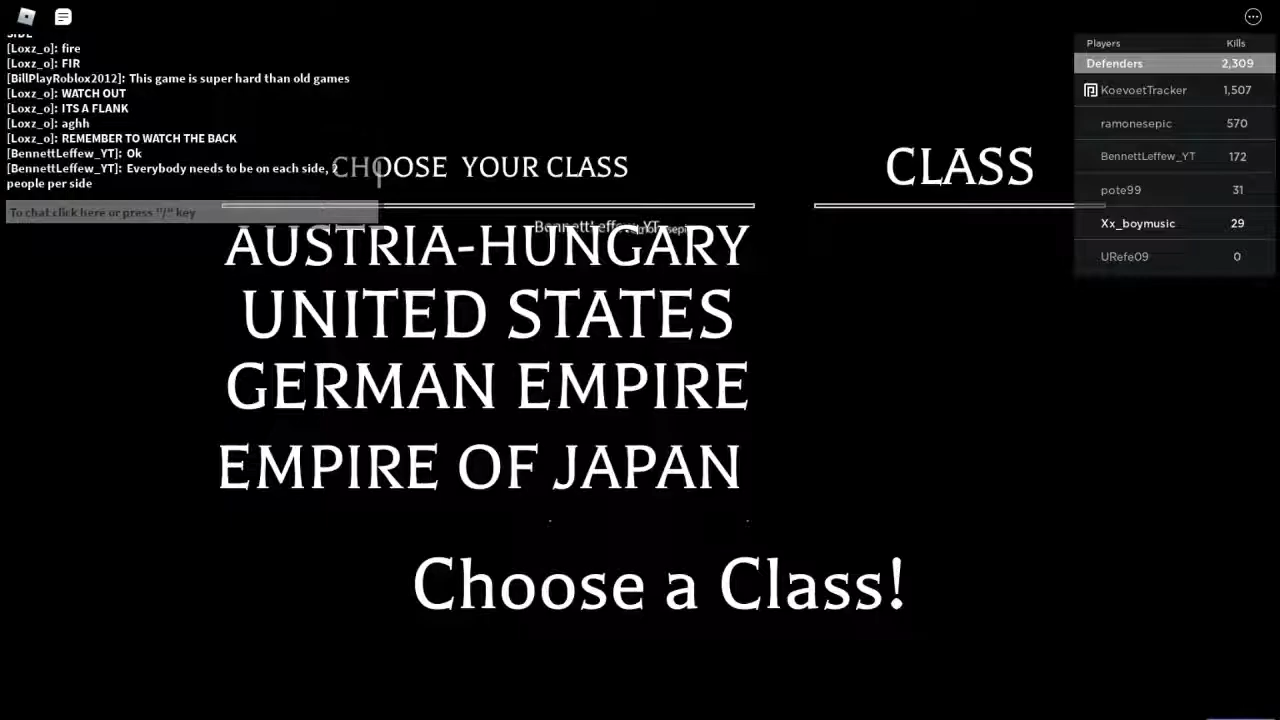 SIDE
[Loxz_o]: fire
[Loxz_o]: FIR
[BillPlayRoblox2012]: This game is super hard than old games
[Loxz_o]: WATCH OUT
[Loxz_o]: ITS A FLANK
[Loxz_o]: aghh
[Loxz_o]: REMEMBER TO WATCH THE BACK
[BennettLeffew_YT]: Ok
[BennettLeffew_YT]: Everybody needs to be on each side, 2
people per side
To chat click here or press "/" key
Players Kills
Defenders 2,309
KoevoetTracker 1,507
ramonesepic 570
BennettLeffew_YT 172
pote99 31
Xx_boymusic 29
URefe09 0
CHOOSE YOUR CLASS
CLASS
BennettLeffew_YT
AUSTRIA-HUNGARY
UNITED STATES
GERMAN EMPIRE
EMPIRE OF JAPAN
Choose a Class!